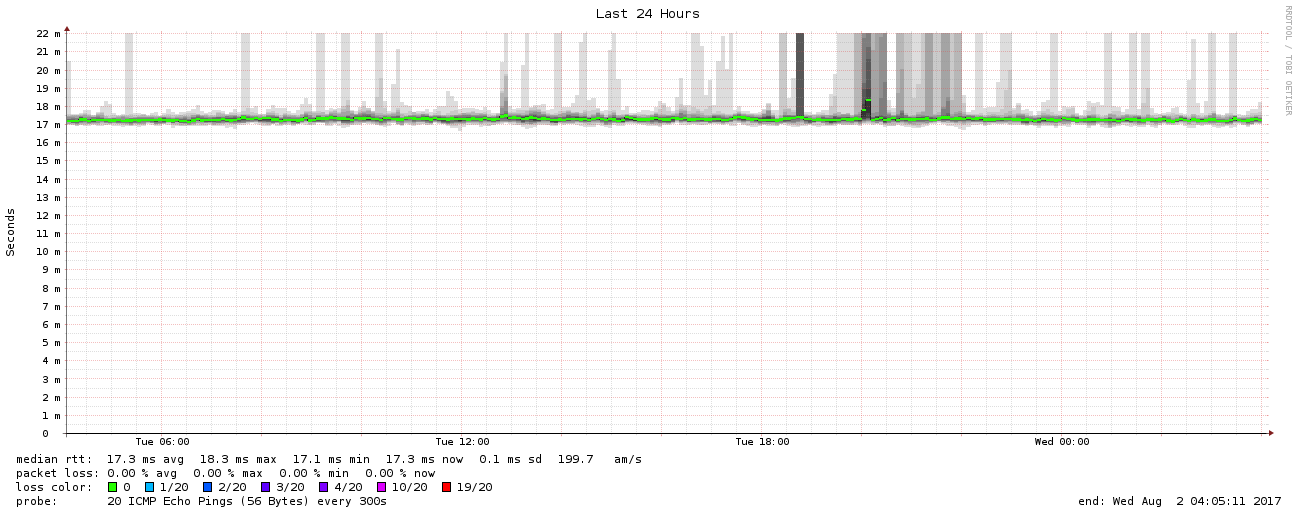 Last 24 Hours
RRDTOOL / TOBI OETIKER
Seconds
22 m
21 m
20 m
19 m
18 m
17 m
16 m
15 m
14 m
13 m
12 m
11 m
10 m
9 m
8 m
7 m
6 m
5 m
4 m
3 m
2 m
1 m
0
Tue 06:00 Tue 12:00 Tue 18:00 Wed 00:00
median rtt: 17.3 ms avg 18.3 ms max 17.1 ms min 17.3 ms now 0.1 ms sd 199.7 am/s
packet loss: 0.00 % avg 0.00 % max 0.00 % min 0.00 % now
loss color: 0 1/20 2/20 3/20 4/20 10/20 19/20
probe: 20 ICMP Echo Pings (56 Bytes) every 300s end: Wed Aug 2 04:05:11 2017